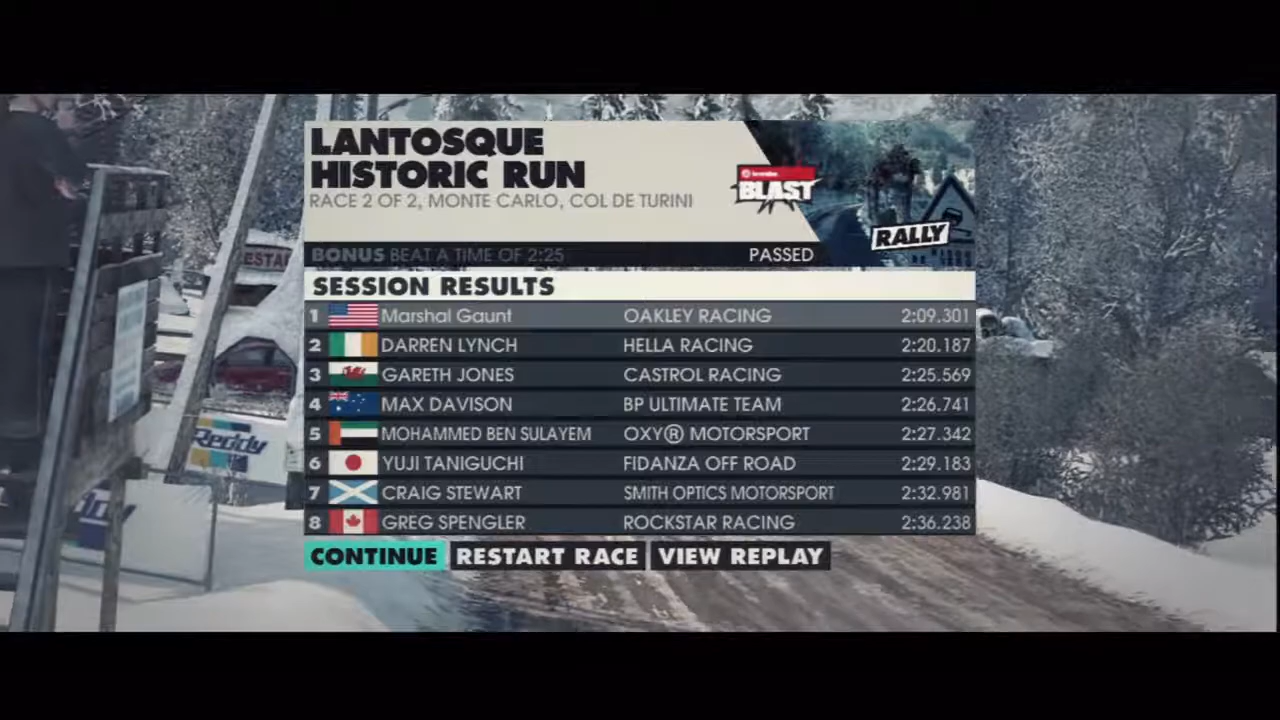 LANTOSQUE
HISTORIC RUN
RACE 2 OF 2, MONTE CARLO, COL DE TURINI
BLAST
RALLY
BONUS BEAT A TIME OF 2:25 PASSED
SESSION RESULTS
1 Marshal Gaunt OAKLEY RACING 2:09.301
2 DARREN LYNCH HELLA RACING 2:20.187
3 GARETH JONES CASTROL RACING 2:25.569
4 MAX DAVISON BP ULTIMATE TEAM 2:26.741
5 MOHAMMED BEN SULAYEM OXY® MOTORSPORT 2:27.342
6 YUJI TANIGUCHI FIDANZA OFF ROAD 2:29.183
7 CRAIG STEWART SMITH OPTICS MOTORSPORT 2:32.981
8 GREG SPENGLER ROCKSTAR RACING 2:36.238
CONTINUE RESTART RACE VIEW REPLAY
ESTA
Reddy